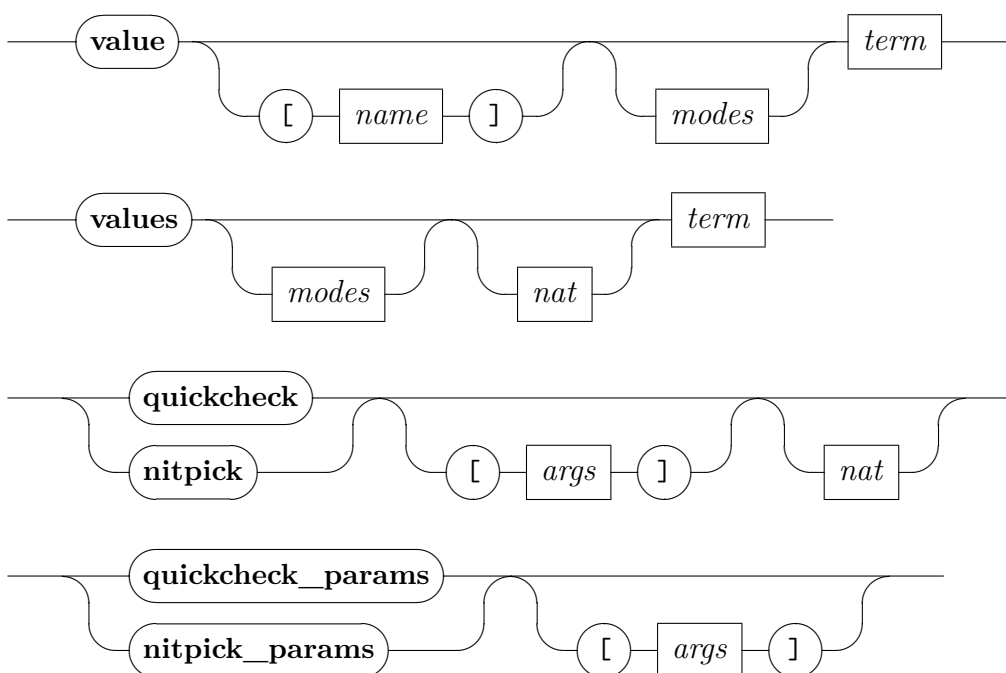 value term
[ name ] modes
values term
modes nat
quickcheck
nitpick [ args ] nat
quickcheck_params
nitpick_params [ args ]